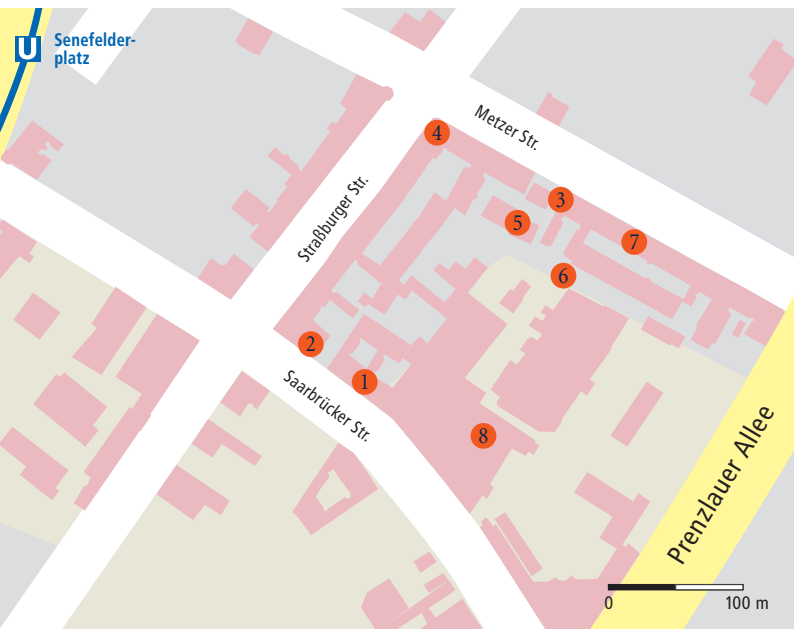 U
Senefelder-
platz
Metzer Str.
4
Straßburger Str.
3
5
7
6
2
Saarbrücker Str.
1
8
Prenzlauer Allee
0
100 m